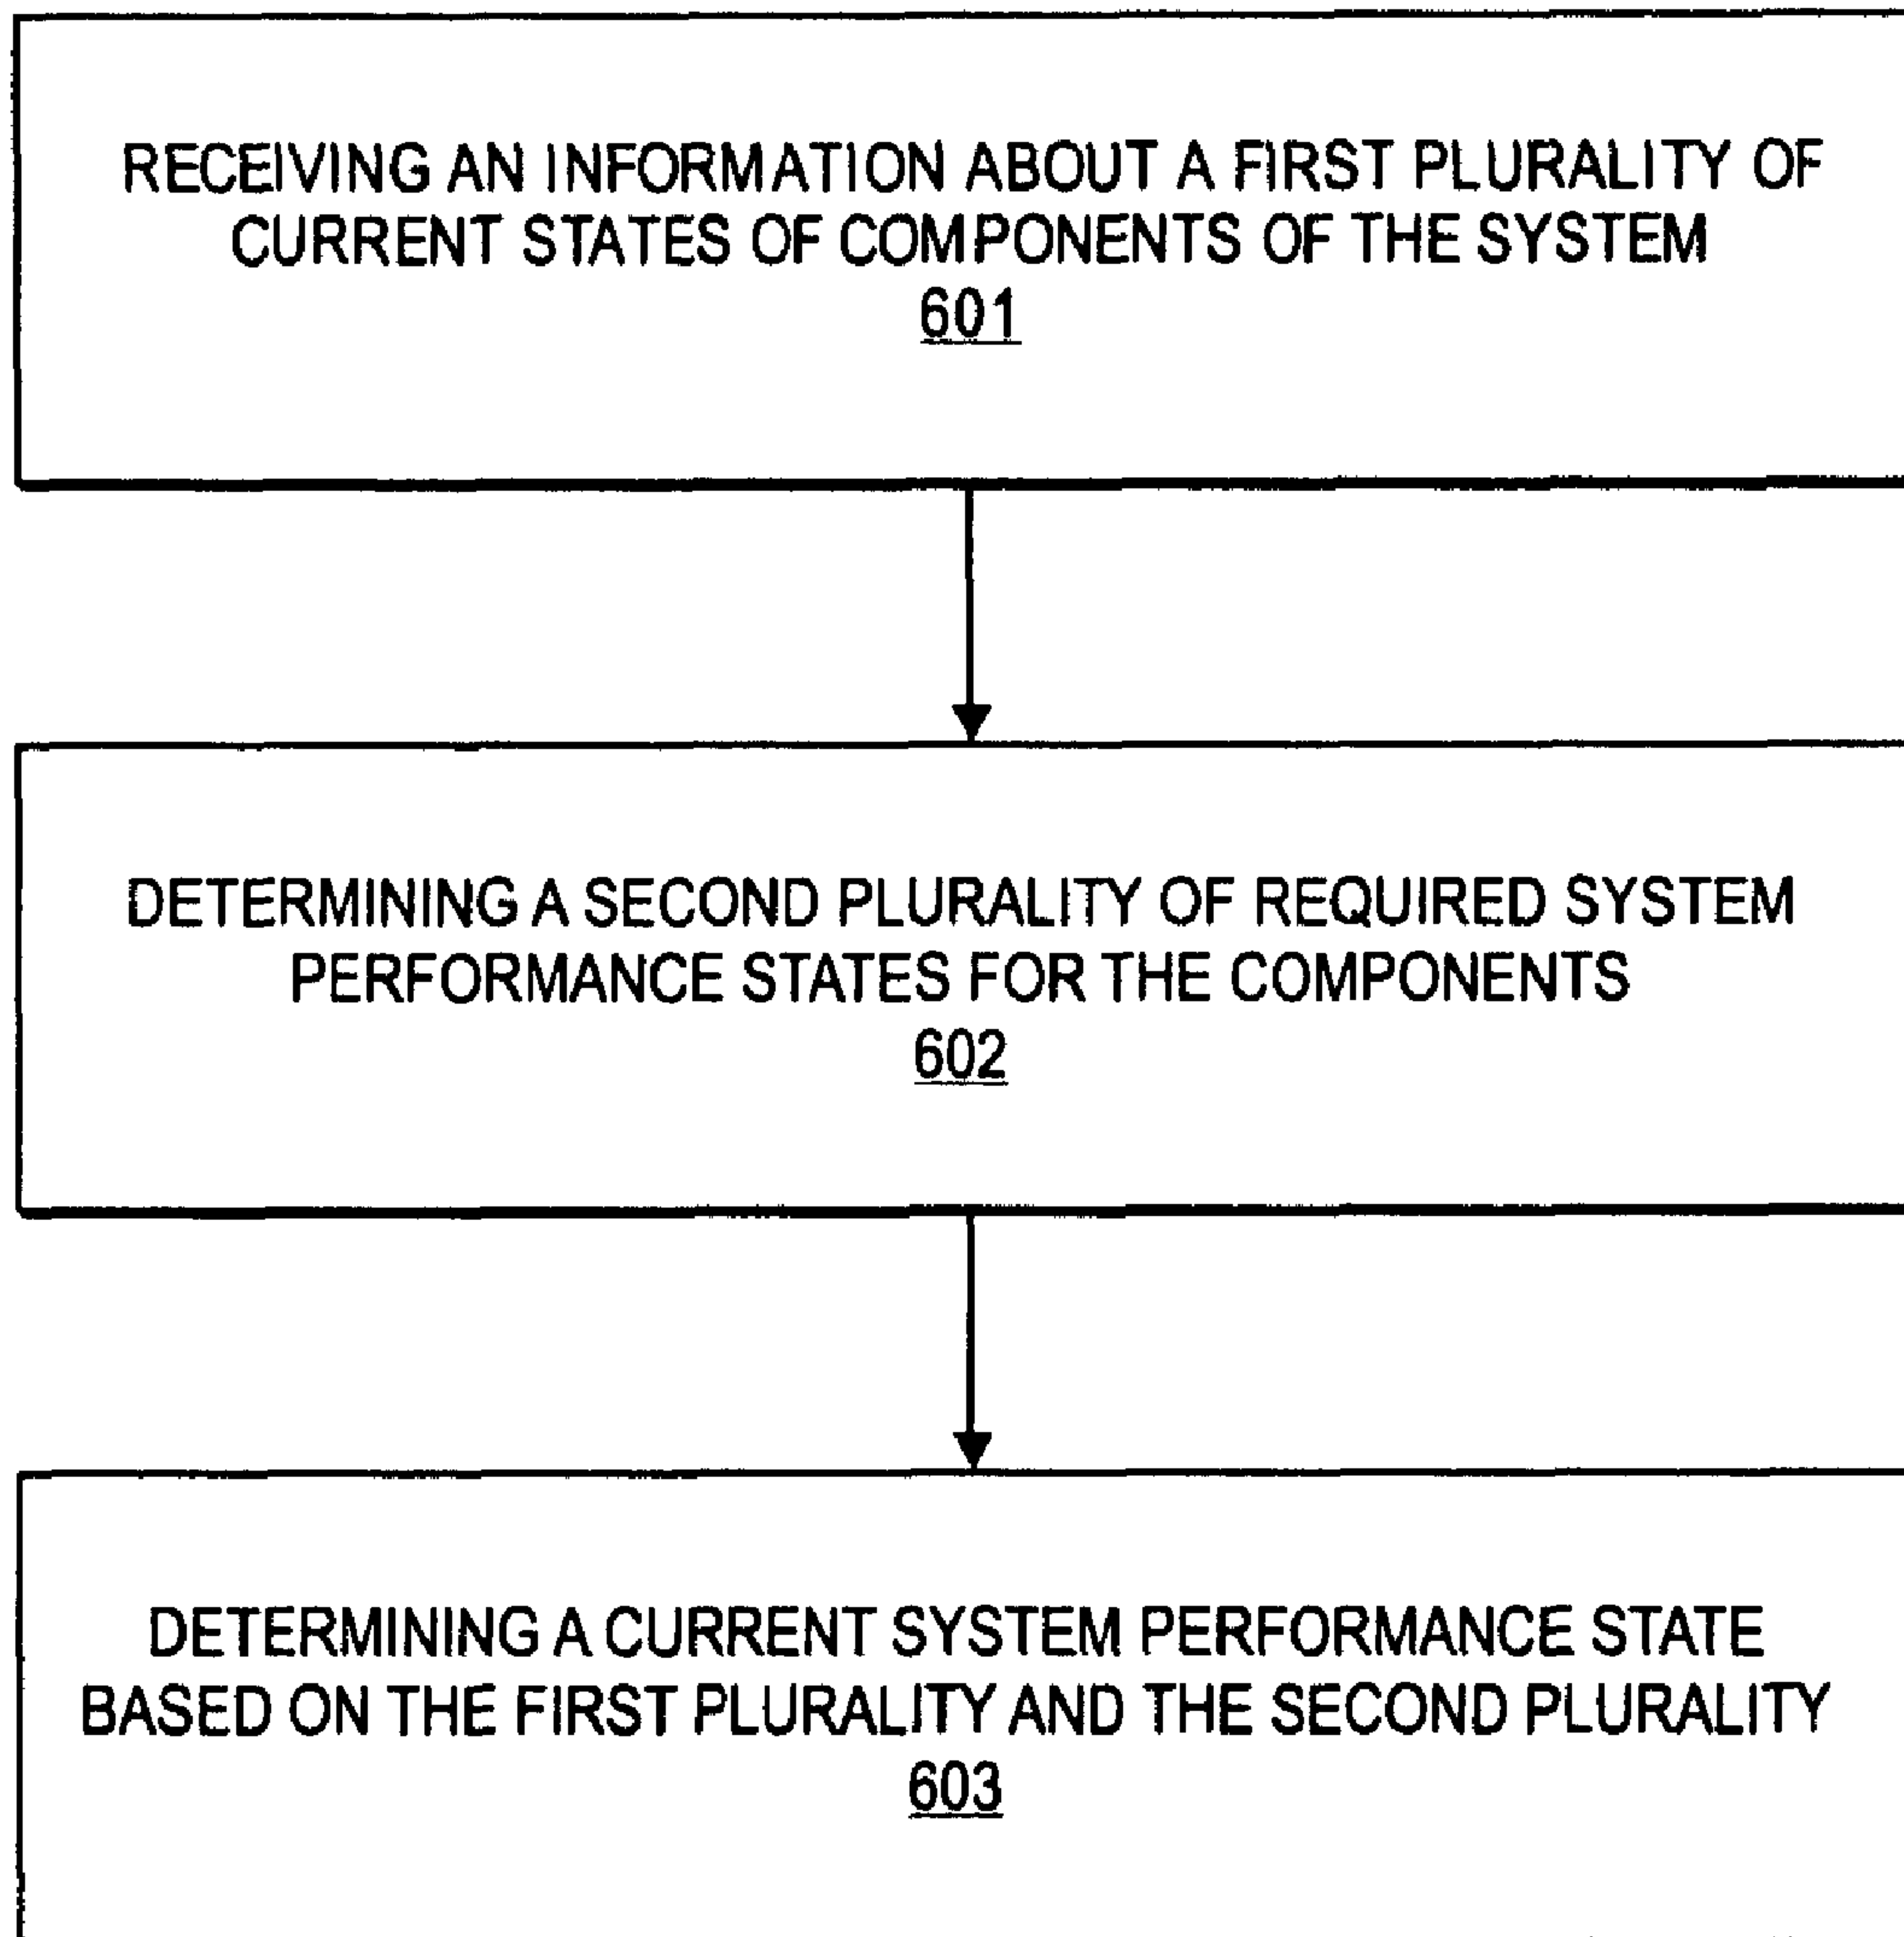 RECEIVING AN INFORMATION ABOUT A FIRST PLURALITY OF
CURRENT STATES OF COMPONENTS OF THE SYSTEM
601
DETERMINING A SECOND PLURALITY OF REQUIRED SYSTEM
PERFORMANCE STATES FOR THE COMPONENTS
602
DETERMINING A CURRENT SYSTEM PERFORMANCE STATE
BASED ON THE FIRST PLURALITY AND THE SECOND PLURALITY
603